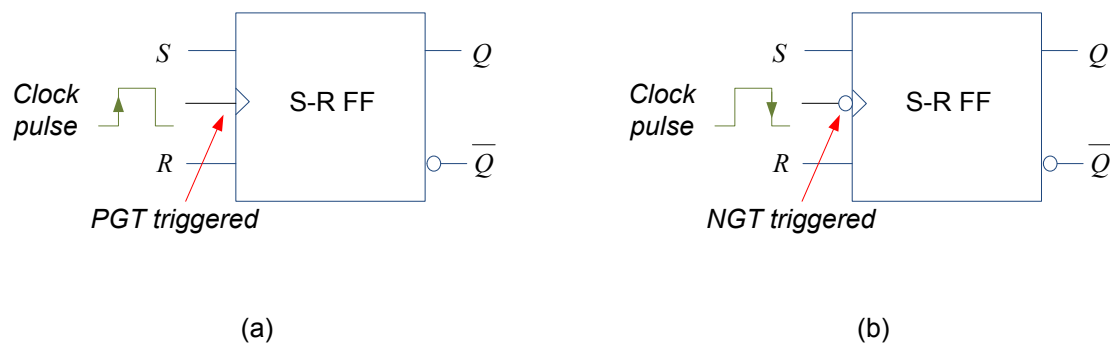 S
Q
Clock
pulse
S-R FF
R
Q̅
PGT triggered
(a)
S
Q
Clock
pulse
S-R FF
R
Q̅
NGT triggered
(b)